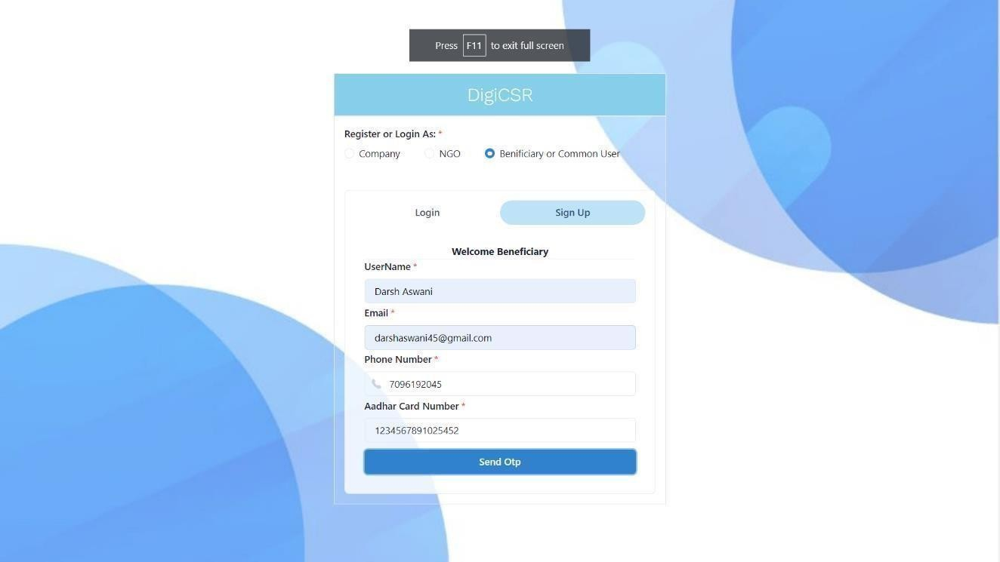 Press F11 to exit full screen
DigiCSR
Register or Login As: *
Company NGO Benificiary or Common User
Login Sign Up
Welcome Beneficiary
UserName *
Darsh Aswani
Email *
darshaswani45@gmail.com
Phone Number *
7096192045
Aadhar Card Number *
1234567891025452
Send Otp